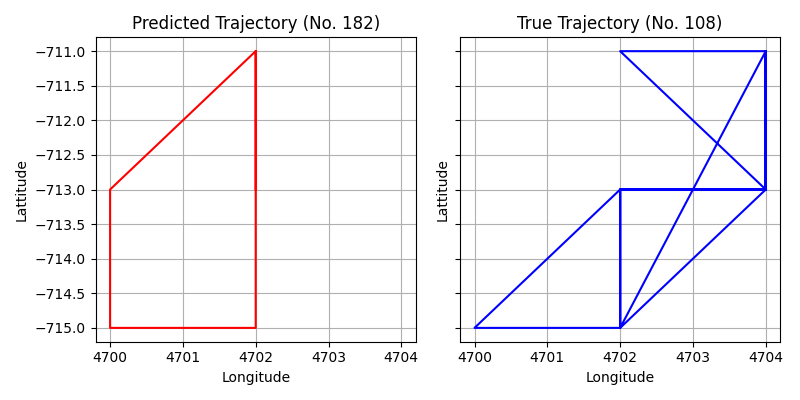 Predicted Trajectory (No. 182)
True Trajectory (No. 108)
−711.0
−711.5
−712.0
−712.5
−713.0
−713.5
−714.0
−714.5
−715.0
Lattitude
Lattitude
4700 4701 4702 4703 4704
4700 4701 4702 4703 4704
Longitude
Longitude